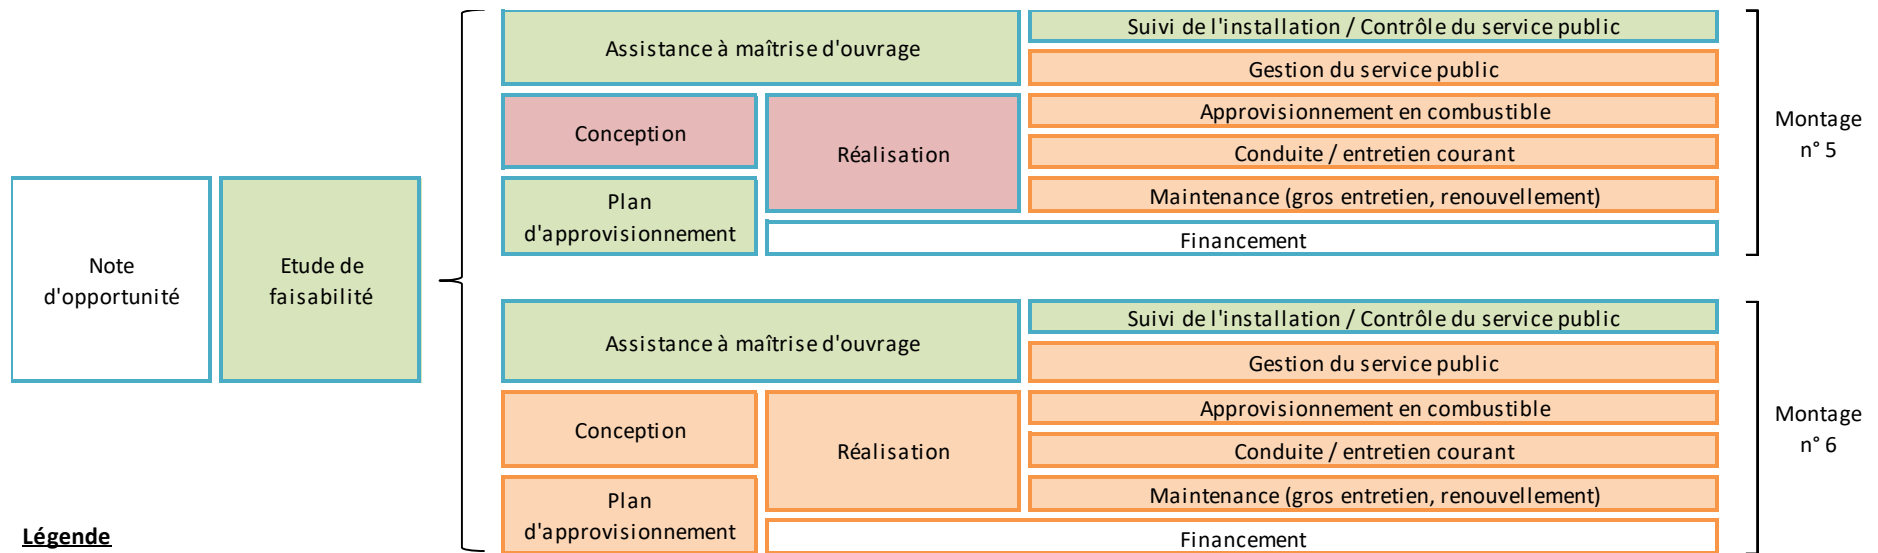 Note
d'opportunité
Etude de
faisabilité
Assistance à maîtrise d'ouvrage
Suivi de l'installation / Contrôle du service public
Gestion du service public
Conception
Réalisation
Approvisionnement en combustible
Conduite / entretien courant
Plan
d'approvisionnement
Maintenance (gros entretien, renouvellement)
Financement
Montage
n° 5
Assistance à maîtrise d'ouvrage
Suivi de l'installation / Contrôle du service public
Gestion du service public
Conception
Réalisation
Approvisionnement en combustible
Conduite / entretien courant
Plan
d'approvisionnement
Maintenance (gros entretien, renouvellement)
Financement
Montage
n° 6
Légende